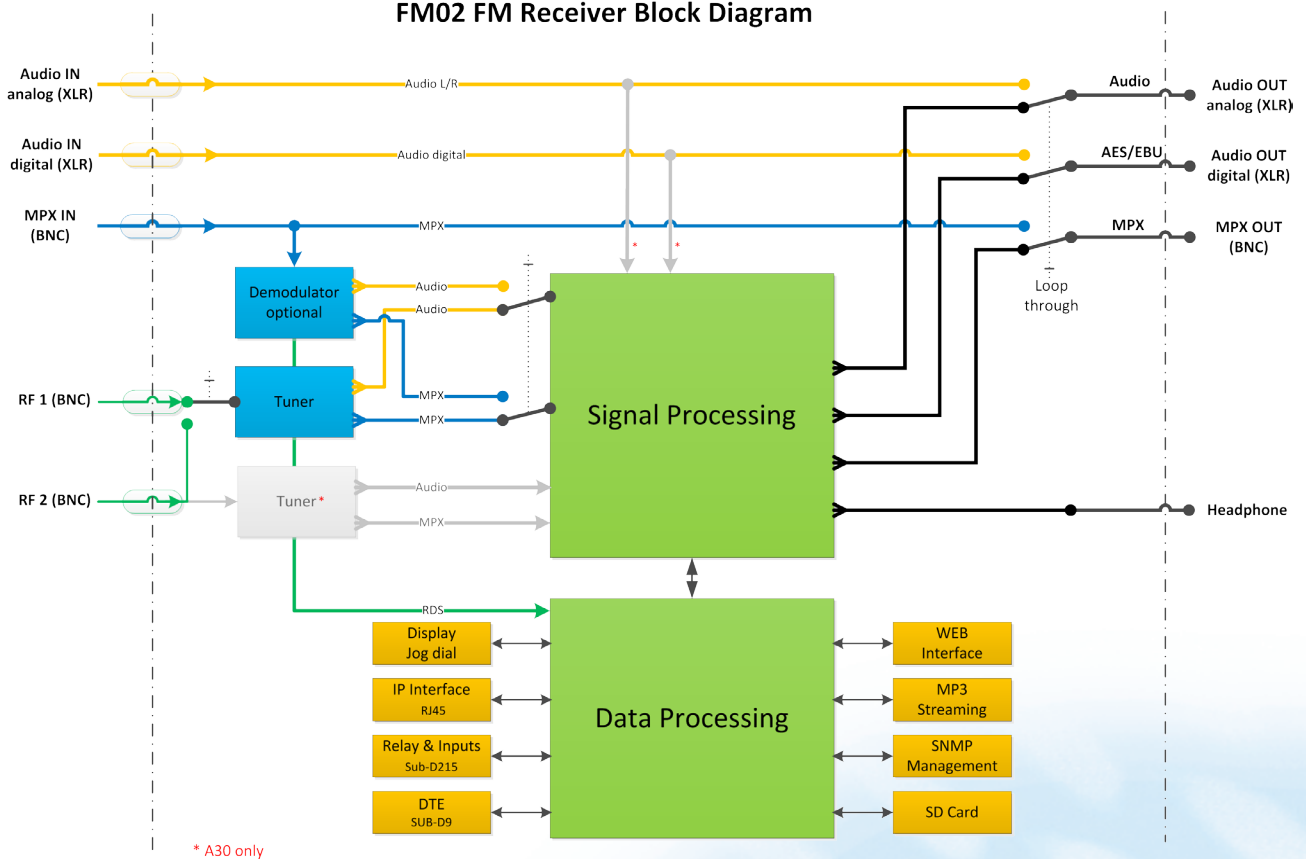 FM02 FM Receiver Block Diagram
Audio IN
analog (XLR)
Audio L/R
Audio
Audio OUT
analog (XLR)
Audio IN
digital (XLR)
Audio digital
AES/EBU
Audio OUT
digital (XLR)
MPX IN
(BNC)
MPX
MPX
MPX OUT
(BNC)
*
*
Demodulator
optional
Audio
Audio
Loop
through
RF 1 (BNC)
Tuner
MPX
MPX
Signal Processing
RF 2 (BNC)
Tuner*
Audio
MPX
Headphone
RDS
Display
Jog dial
IP Interface
RJ45
Relay & Inputs
Sub-D215
DTE
SUB-D9
Data Processing
WEB
Interface
MP3
Streaming
SNMP
Management
SD Card
* A30 only